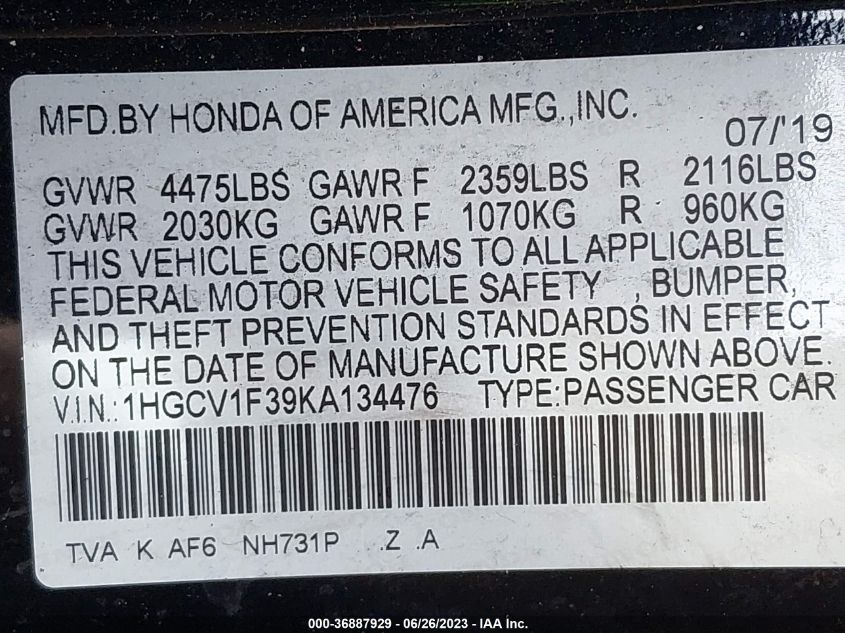 MFD.BY HONDA OF AMERICA MFG.,INC.
07/'19
GVWR 4475LBS GAWR F 2359LBS R 2116LBS
GVWR 2030KG GAWR F 1070KG R 960KG
THIS VEHICLE CONFORMS TO ALL APPLICABLE
FEDERAL MOTOR VEHICLE SAFETY , BUMPER,
AND THEFT PREVENTION STANDARDS IN EFFECT
ON THE DATE OF MANUFACTURE SHOWN ABOVE.
V.I.N.:1HGCV1F39KA134476 TYPE:PASSENGER CAR
TVA K AF6 NH731P .Z .A
000-36887929 - 06/26/2023 - IAA Inc.